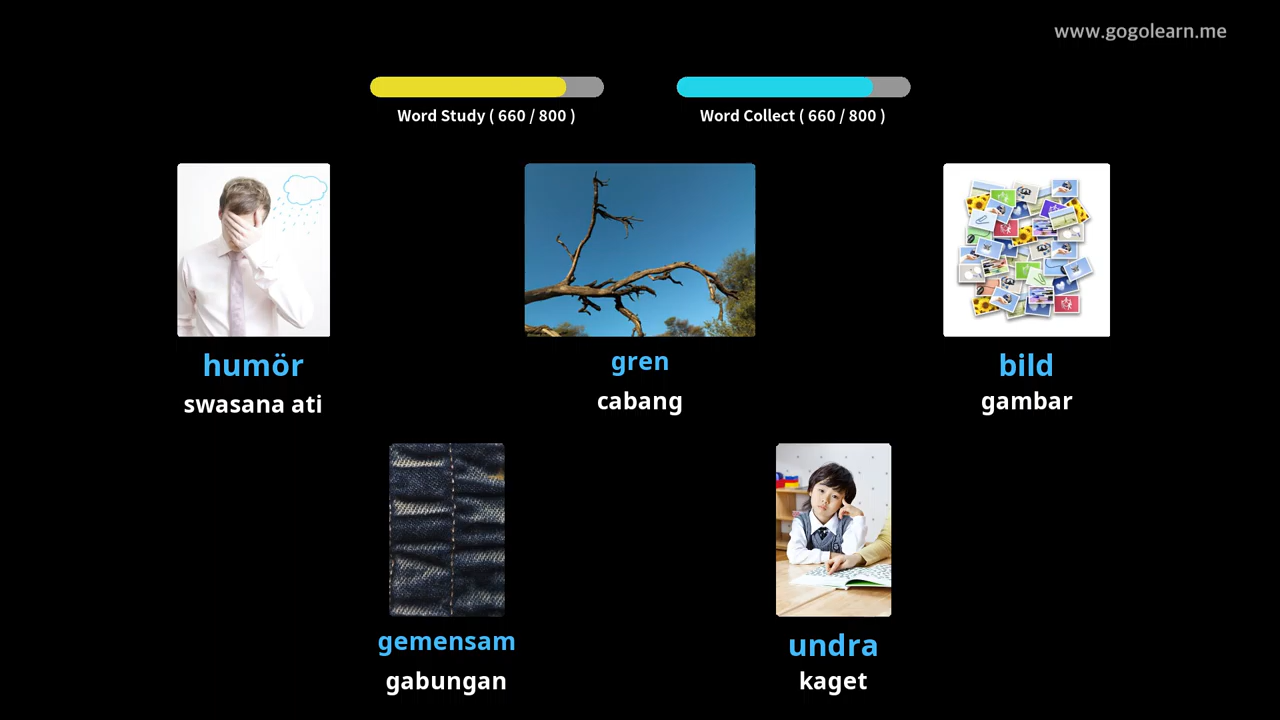 www.gogolearn.me
Word Study ( 660 / 800 )
Word Collect ( 660 / 800 )
humör
swasana ati
gren
cabang
bild
gambar
gemensam
gabungan
undra
kaget